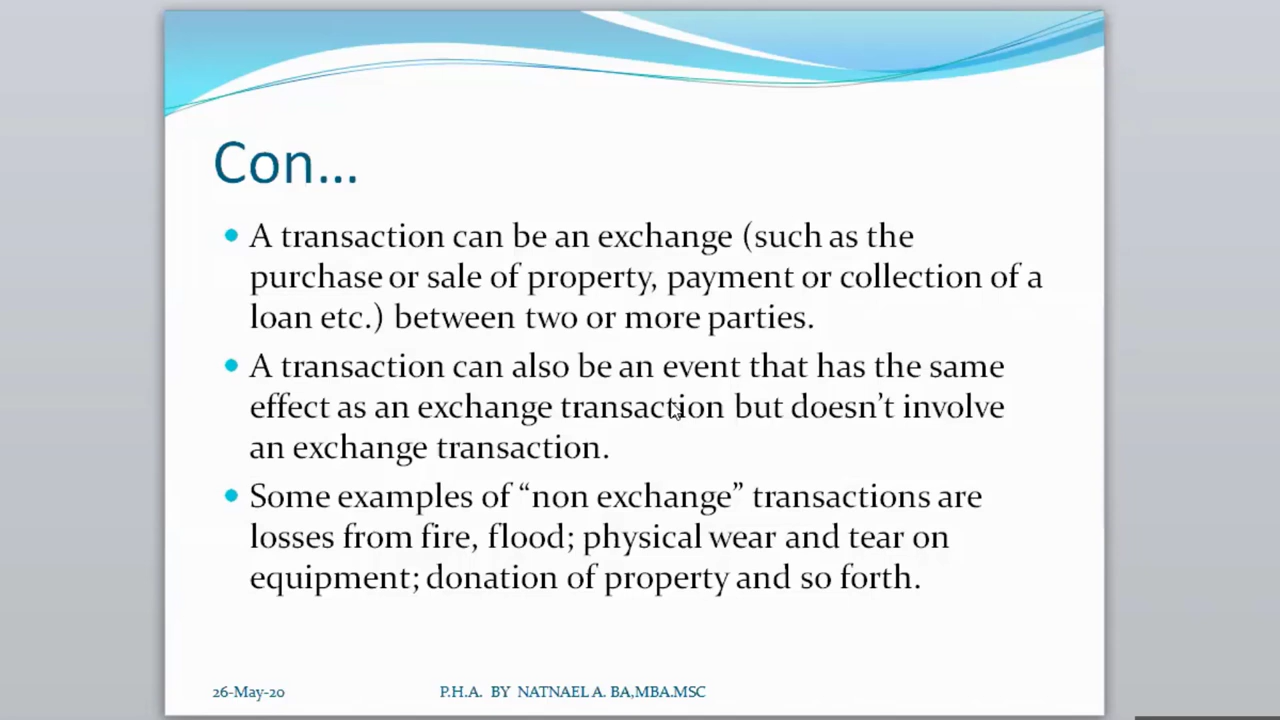 Con...
• A transaction can be an exchange (such as the
purchase or sale of property, payment or collection of a
loan etc.) between two or more parties.
• A transaction can also be an event that has the same
effect as an exchange transaction but doesn’t involve
an exchange transaction.
• Some examples of “non exchange” transactions are
losses from fire, flood; physical wear and tear on
equipment; donation of property and so forth.
26-May-20 P.H.A. BY NATNAEL A. BA,MBA.MSC